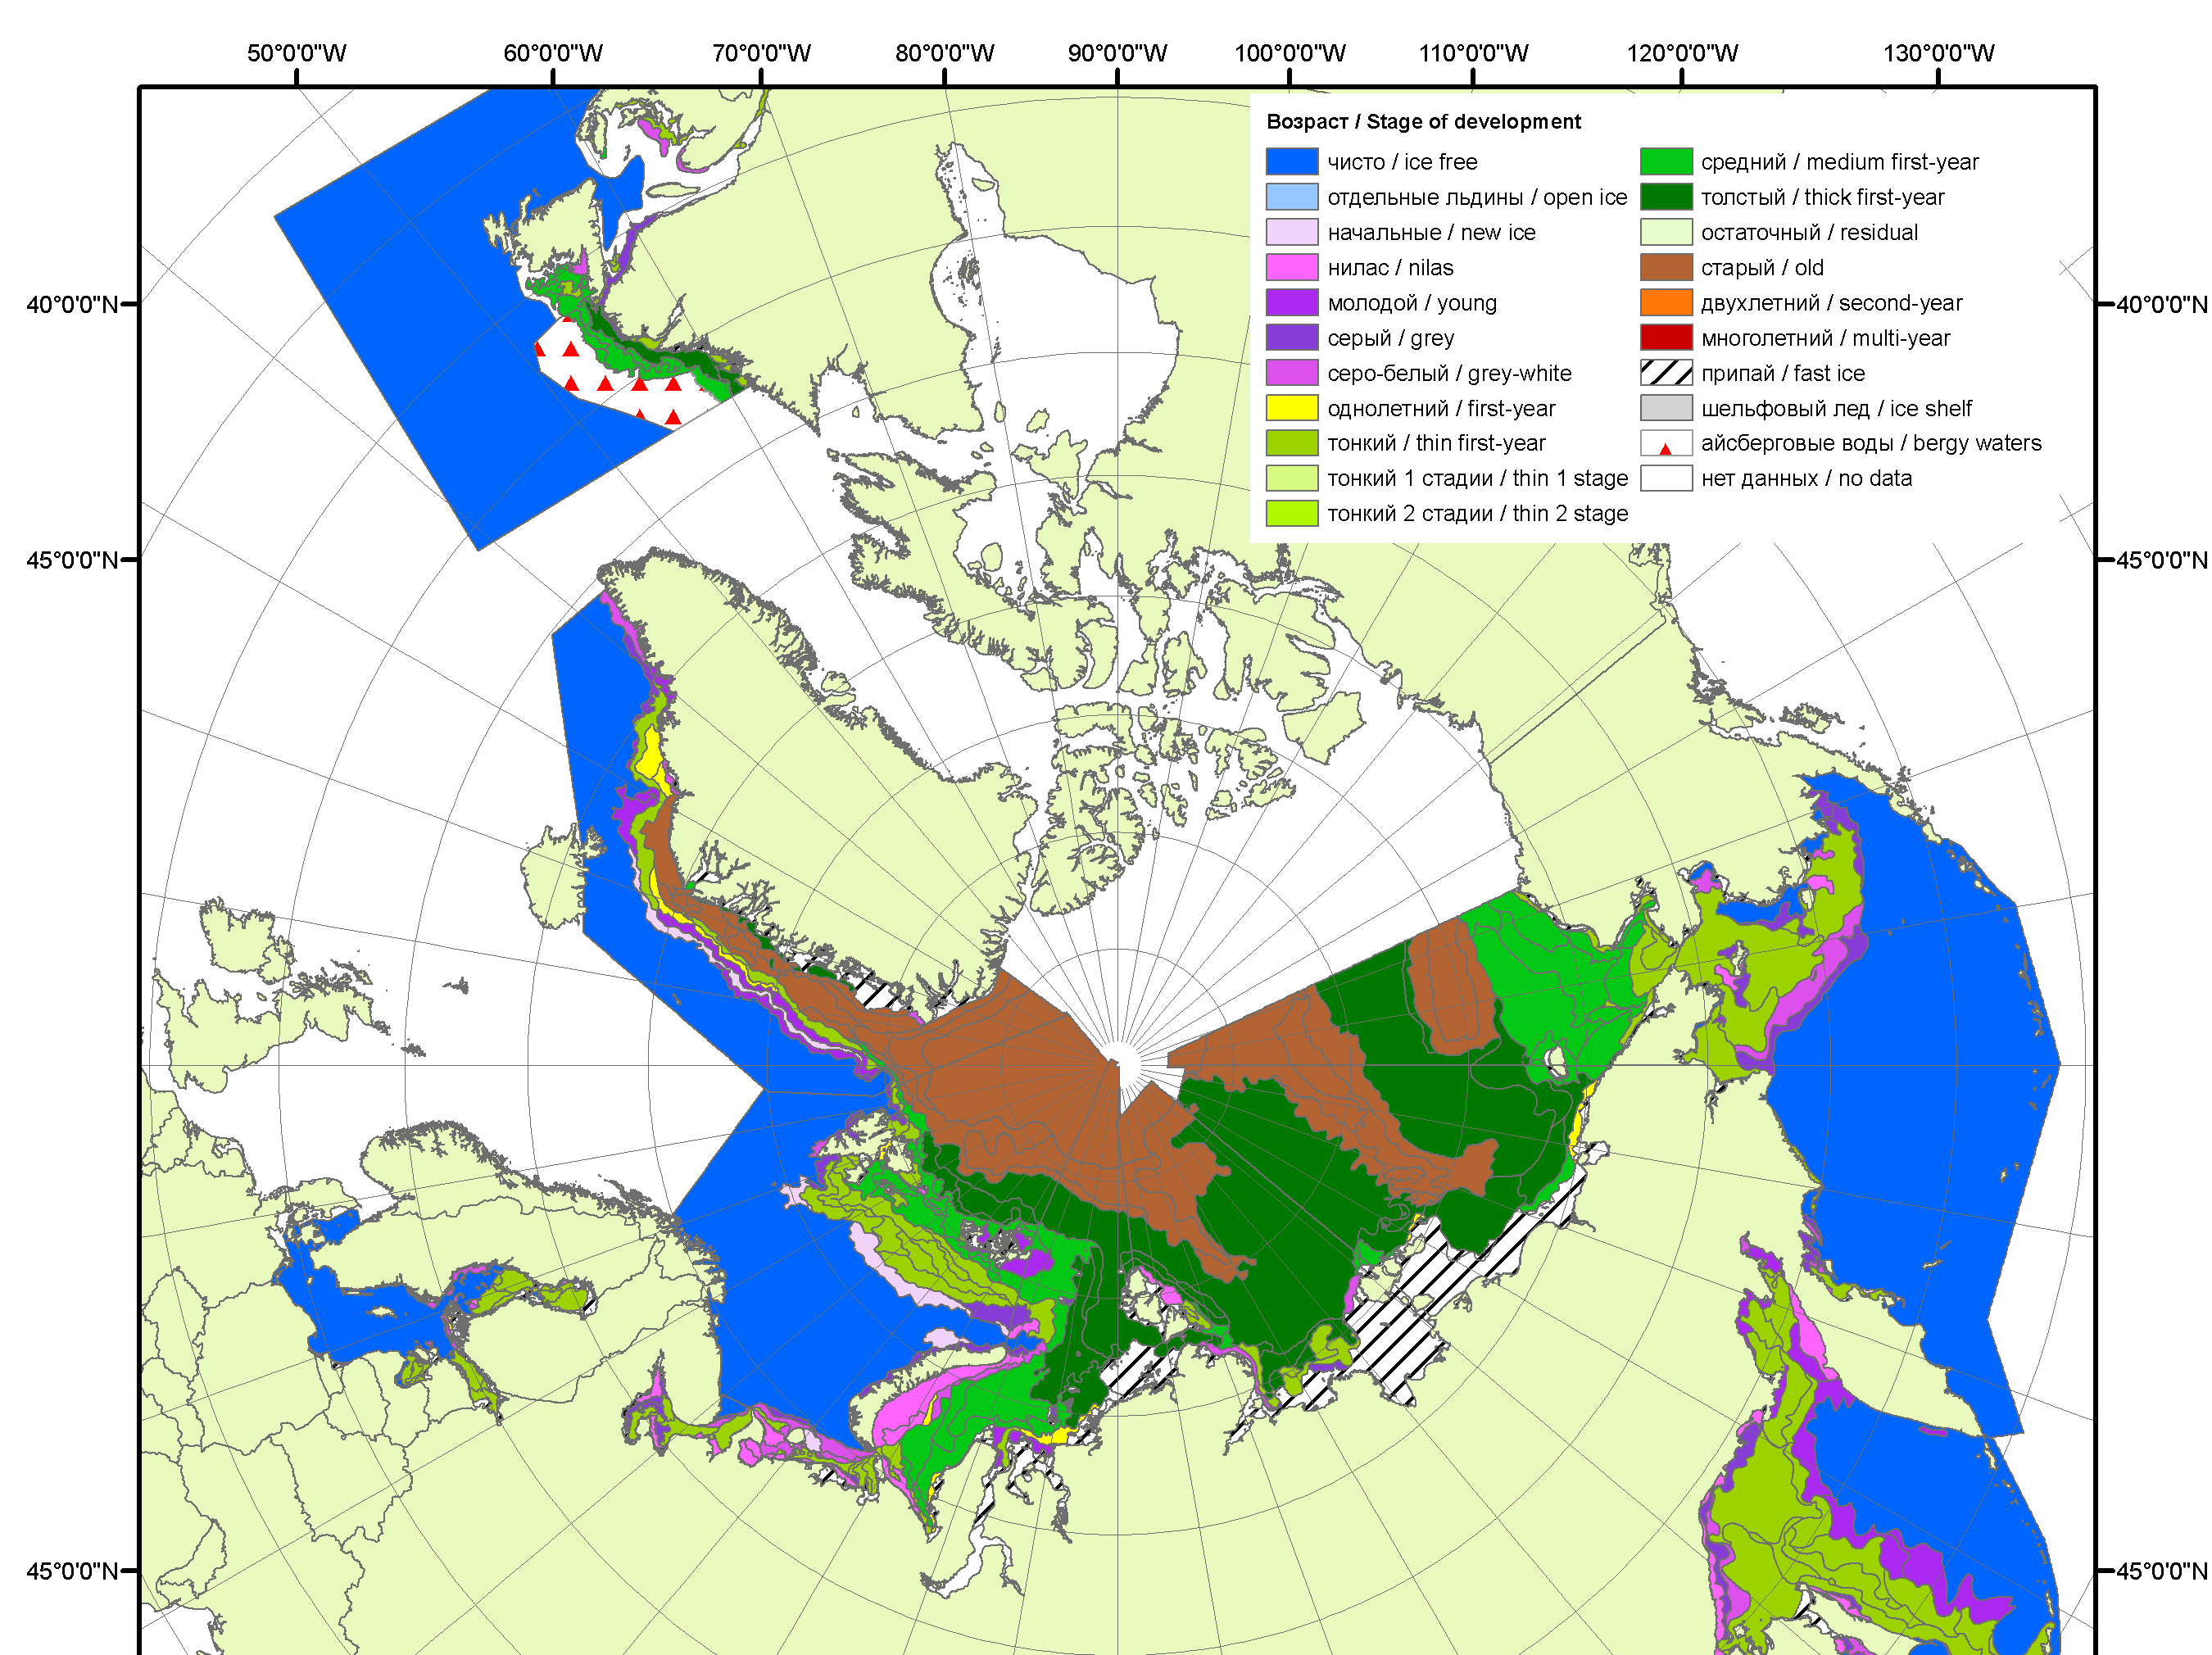 50°0'0"W 60°0'0"W 70°0'0"W 80°0'0"W 90°0'0"W 100°0'0"W 110°0'0"W 120°0'0"W 130°0'0"W
Возраст / Stage of development
чисто / ice free
отдельные льдины / open ice
начальные / new ice
нилас / nilas
молодой / young
серый / grey
серо-белый / grey-white
однолетний / first-year
тонкий / thin first-year
тонкий 1 стадии / thin 1 stage
тонкий 2 стадии / thin 2 stage
средний / medium first-year
толстый / thick first-year
остаточный / residual
старый / old
двухлетний / second-year
многолетний / multi-year
припай / fast ice
шельфовый лед / ice shelf
айсберговые воды / bergy waters
нет данных / no data
40°0'0"N 40°0'0"N
45°0'0"N 45°0'0"N
45°0'0"N 45°0'0"N